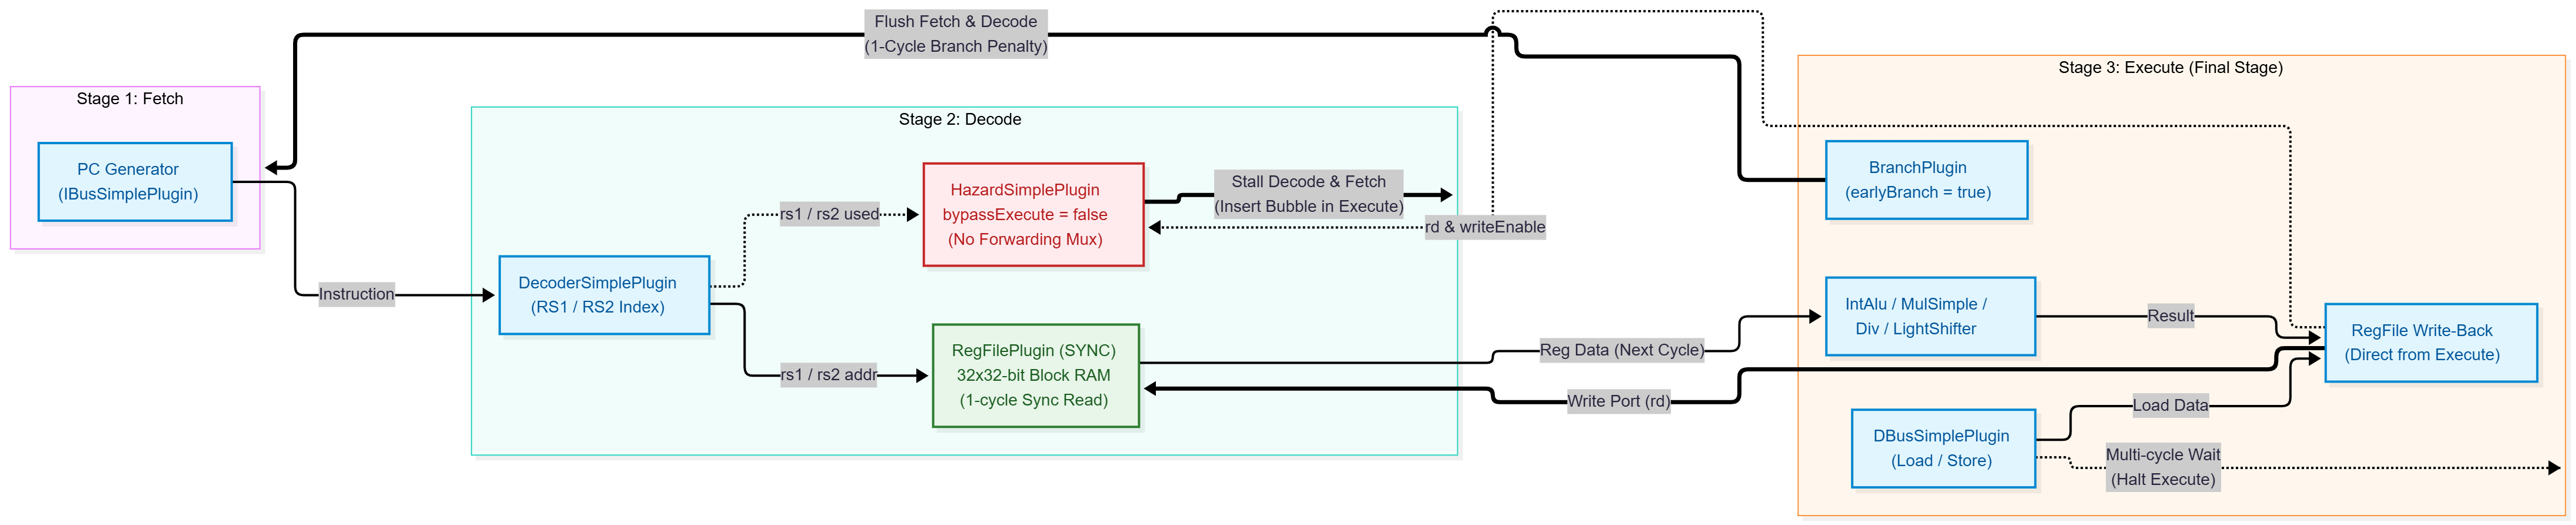 Flush Fetch & Decode
(1-Cycle Branch Penalty)
Stage 1: Fetch
PC Generator
(IBusSimplePlugin)
Instruction
Stage 2: Decode
DecoderSimplePlugin
(RS1 / RS2 Index)
rs1 / rs2 used
rs1 / rs2 addr
HazardSimplePlugin
bypassExecute = false
(No Forwarding Mux)
RegFilePlugin (SYNC)
32x32-bit Block RAM
(1-cycle Sync Read)
Stall Decode & Fetch
(Insert Bubble in Execute)
rd & writeEnable
Reg Data (Next Cycle)
Write Port (rd)
Stage 3: Execute (Final Stage)
BranchPlugin
(earlyBranch = true)
IntAlu / MulSimple /
Div / LightShifter
Result
RegFile Write-Back
(Direct from Execute)
DBusSimplePlugin
(Load / Store)
Load Data
Multi-cycle Wait
(Halt Execute)